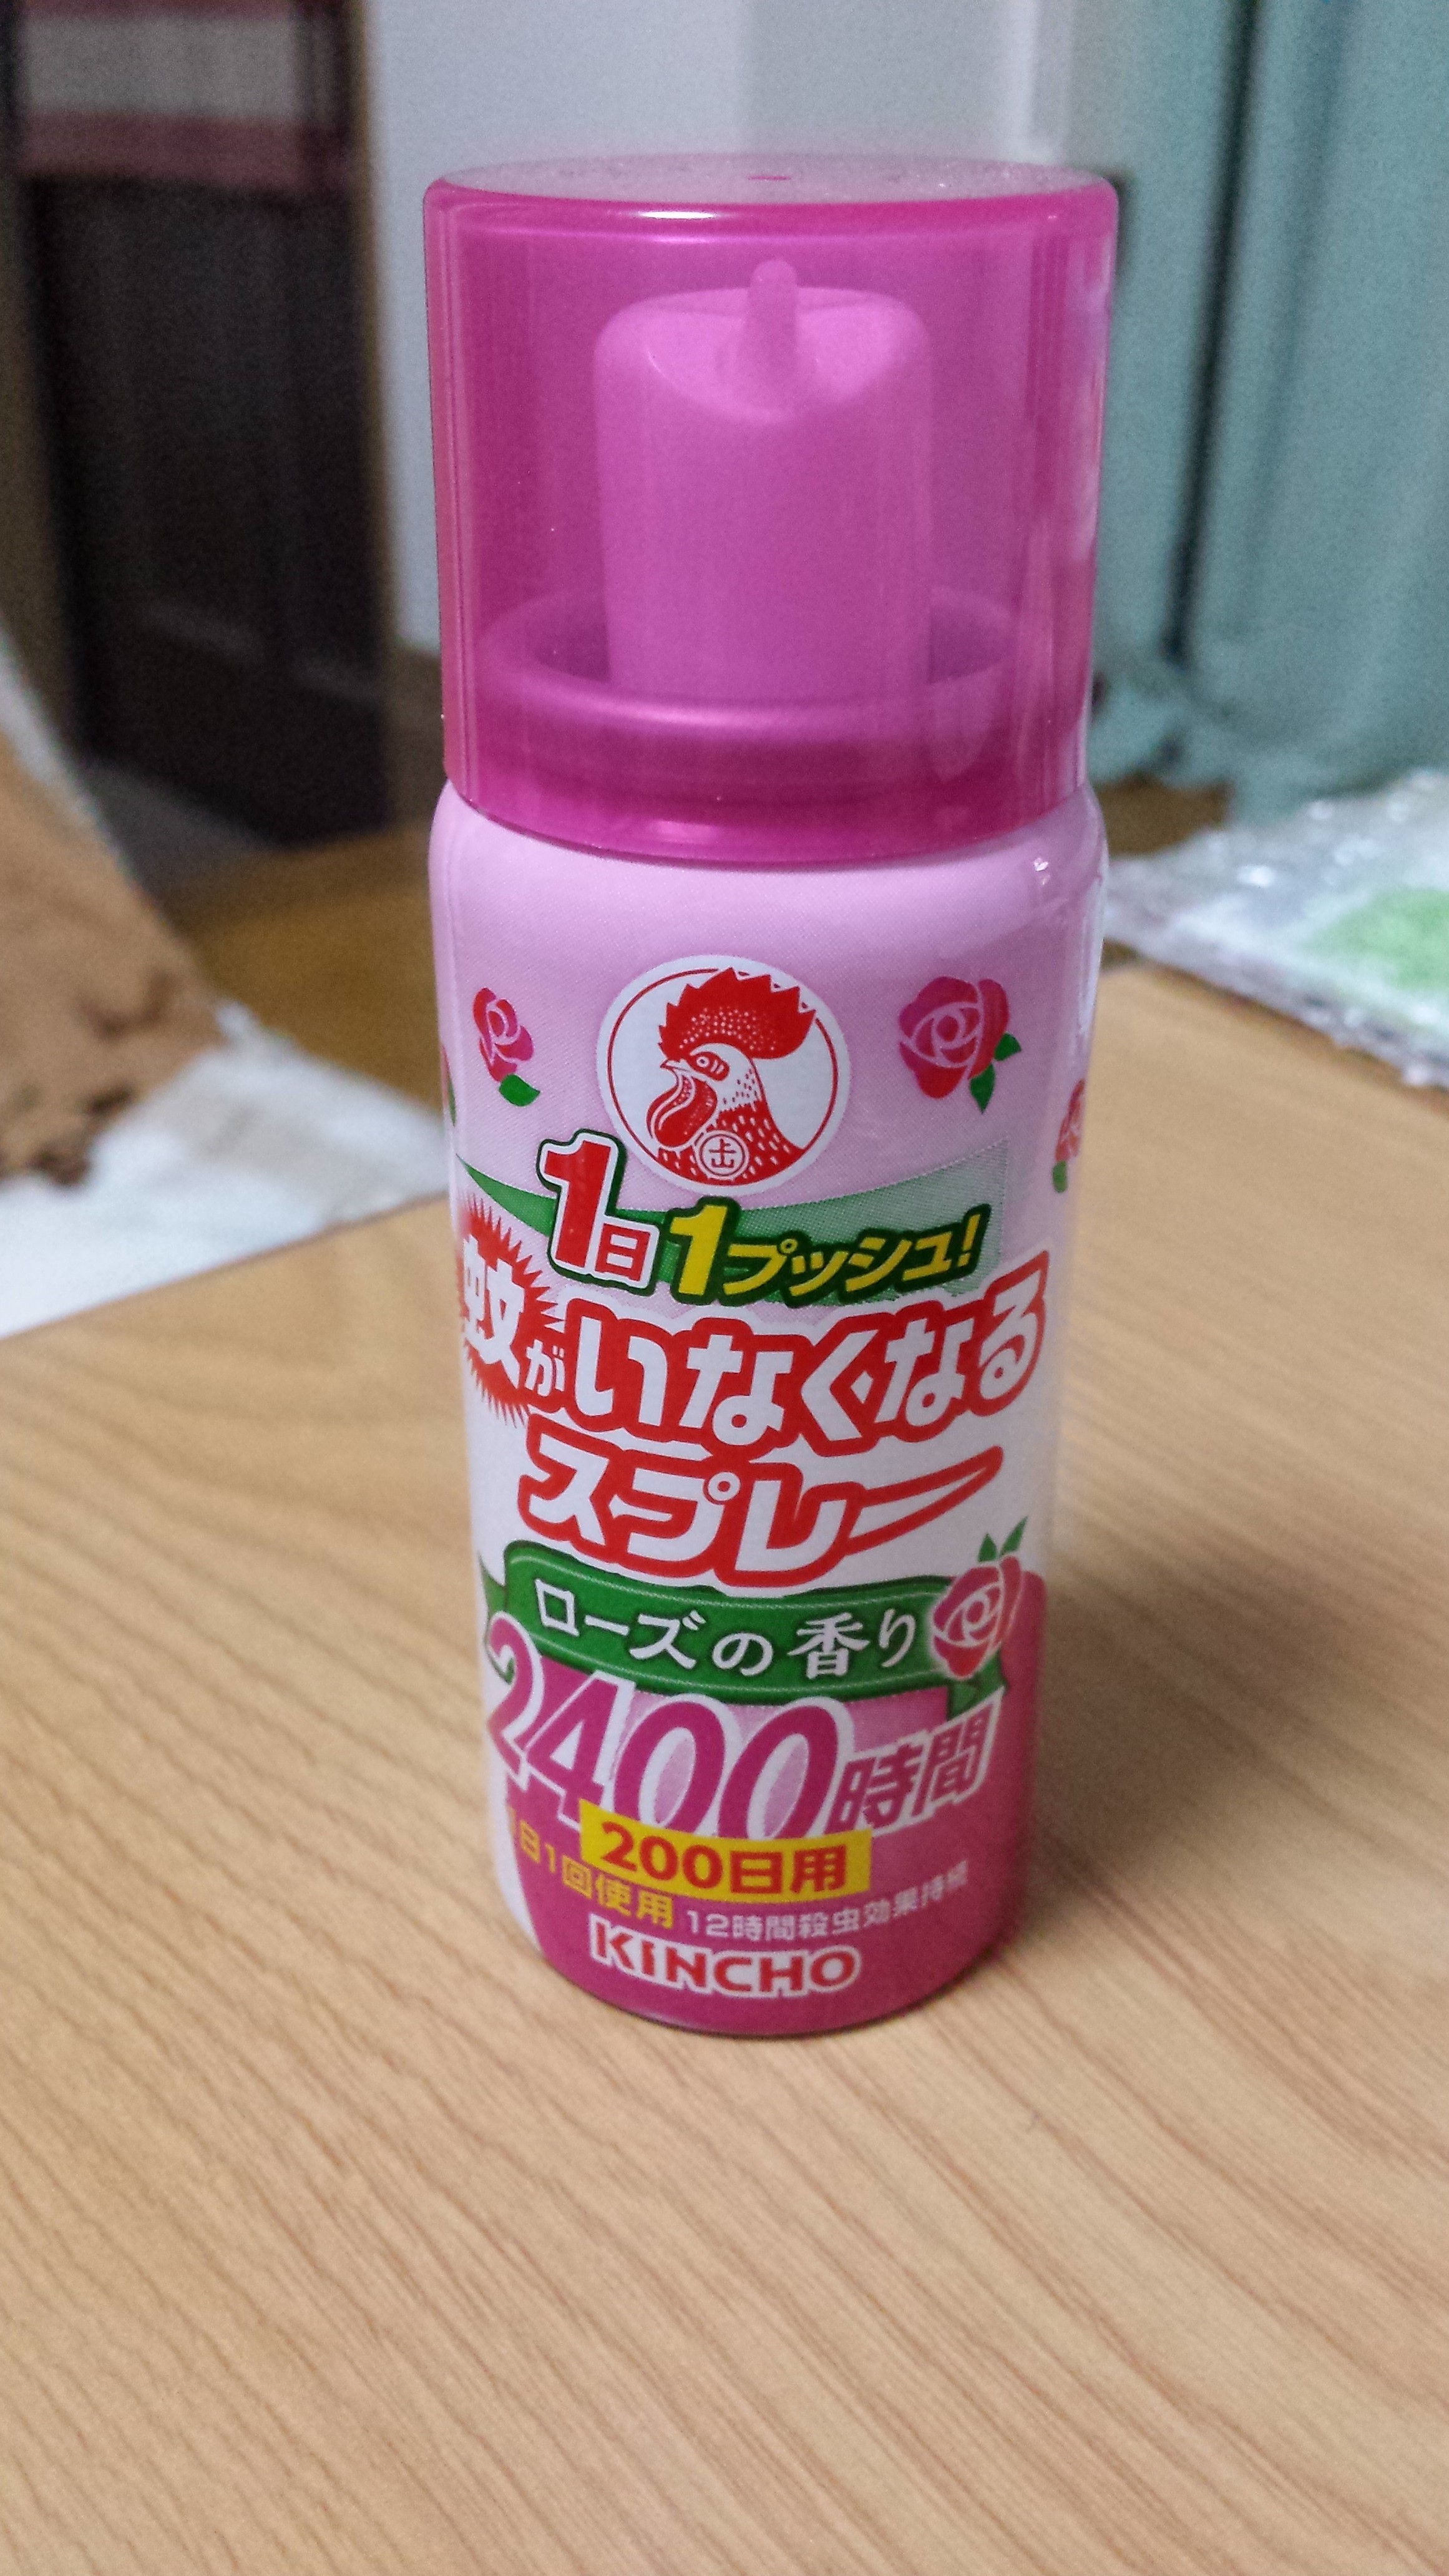 1日1プッシュ!
蚊がいなくなる
スプレー
ローズの香り
2400時間
200日用
1日1回使用 12時間殺虫効果持続
KINCHO